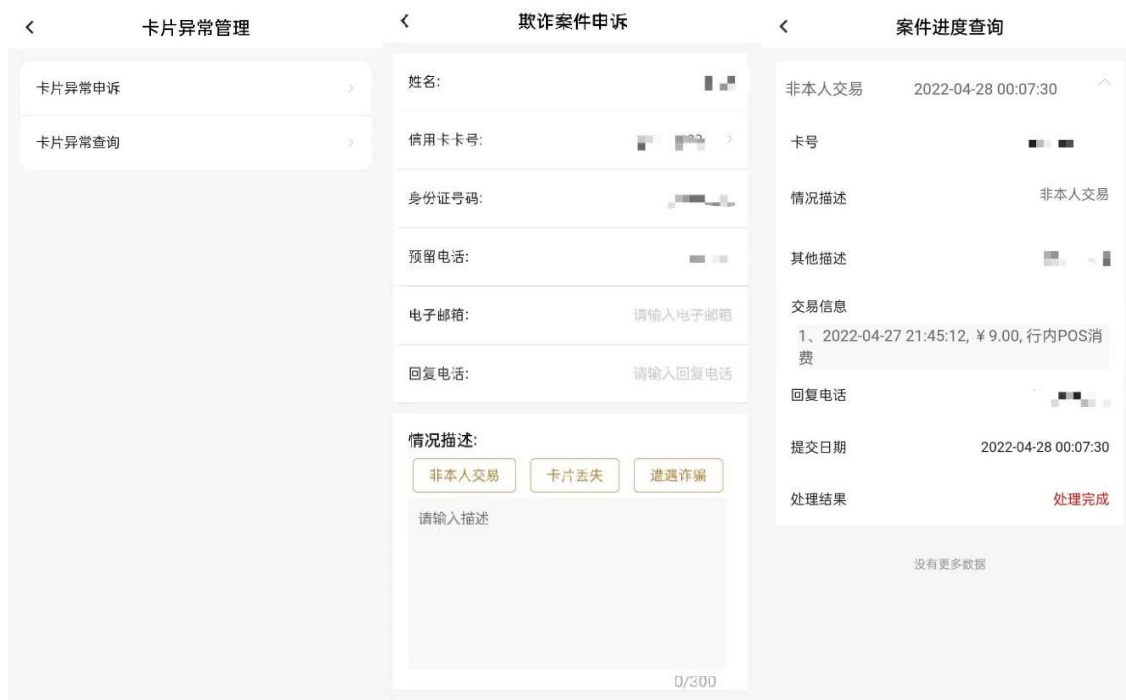 卡片异常管理
卡片异常申诉
卡片异常查询
欺诈案件申诉
姓名:
信用卡卡号:
身份证号码:
预留电话:
电子邮箱:
请输入电子邮箱
回复电话:
请输入回复电话
情况描述:
非本人交易
卡片丢失
遭遇诈骗
请输入描述
0/300
案件进度查询
非本人交易 2022-04-28 00:07:30
卡号
情况描述 非本人交易
其他描述
交易信息
1、2022-04-27 21:45:12, ¥9.00, 行内POS消
费
回复电话
提交日期 2022-04-28 00:07:30
处理结果 处理完成
没有更多数据